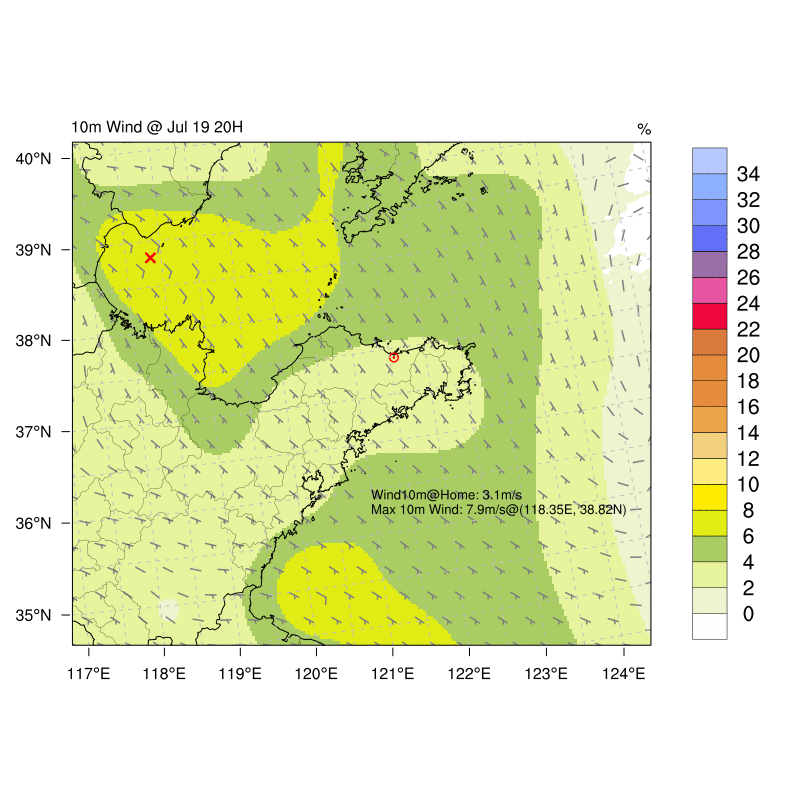 10m Wind @ Jul 19 20H
%
40°N
39°N
38°N
37°N
36°N
35°N
117°E 118°E 119°E 120°E 121°E 122°E 123°E 124°E
Wind10m@Home: 3.1m/s
Max 10m Wind: 7.9m/s@(118.35E, 38.82N)
34
32
30
28
26
24
22
20
18
16
14
12
10
8
6
4
2
0